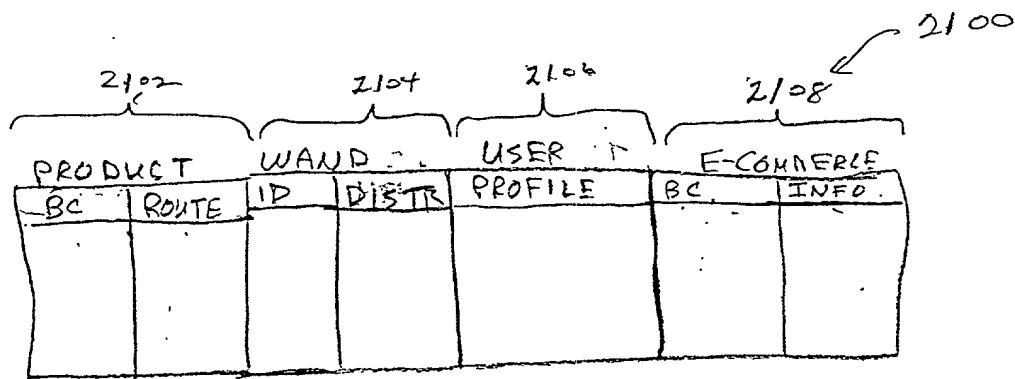 2100
2102 2104 2106 2108
PRODUCT WAND USER E-COMMERCE
BC ROUTE ID DISTR PROFILE BC INFO.